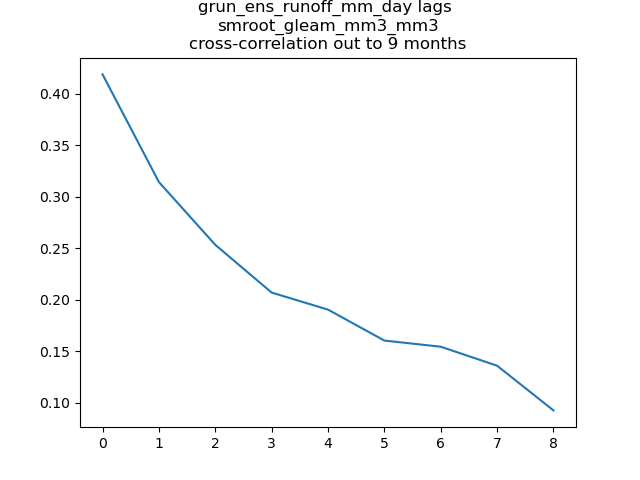 grun_ens_runoff_mm_day lags
smroot_gleam_mm3_mm3
cross-correlation out to 9 months
0.40
0.35
0.30
0.25
0.20
0.15
0.10
0 1 2 3 4 5 6 7 8